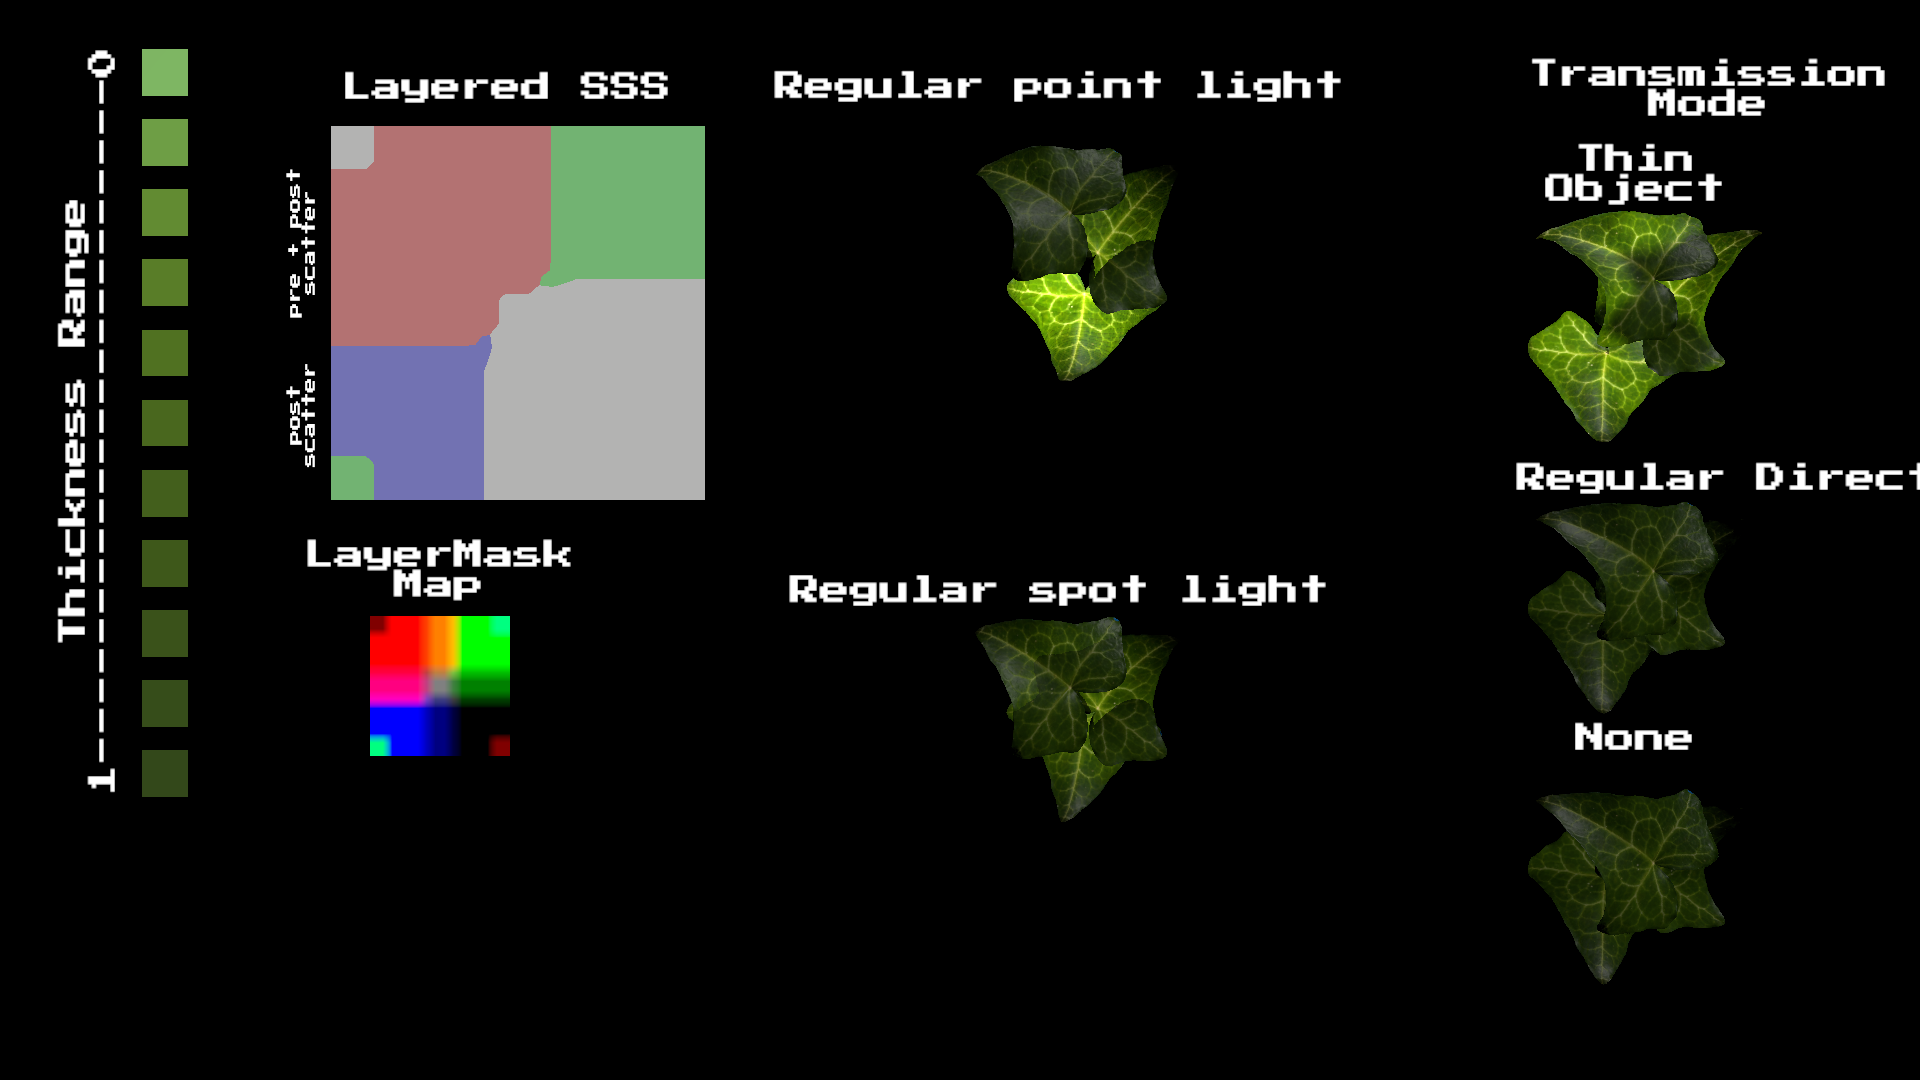 0
Thickness Range
1
Layered SSS
Pre + post
scatter
post
scatter
LayerMask
Map
Regular point light
Regular spot light
Transmission
Mode
Thin
Object
Regular Direct
None